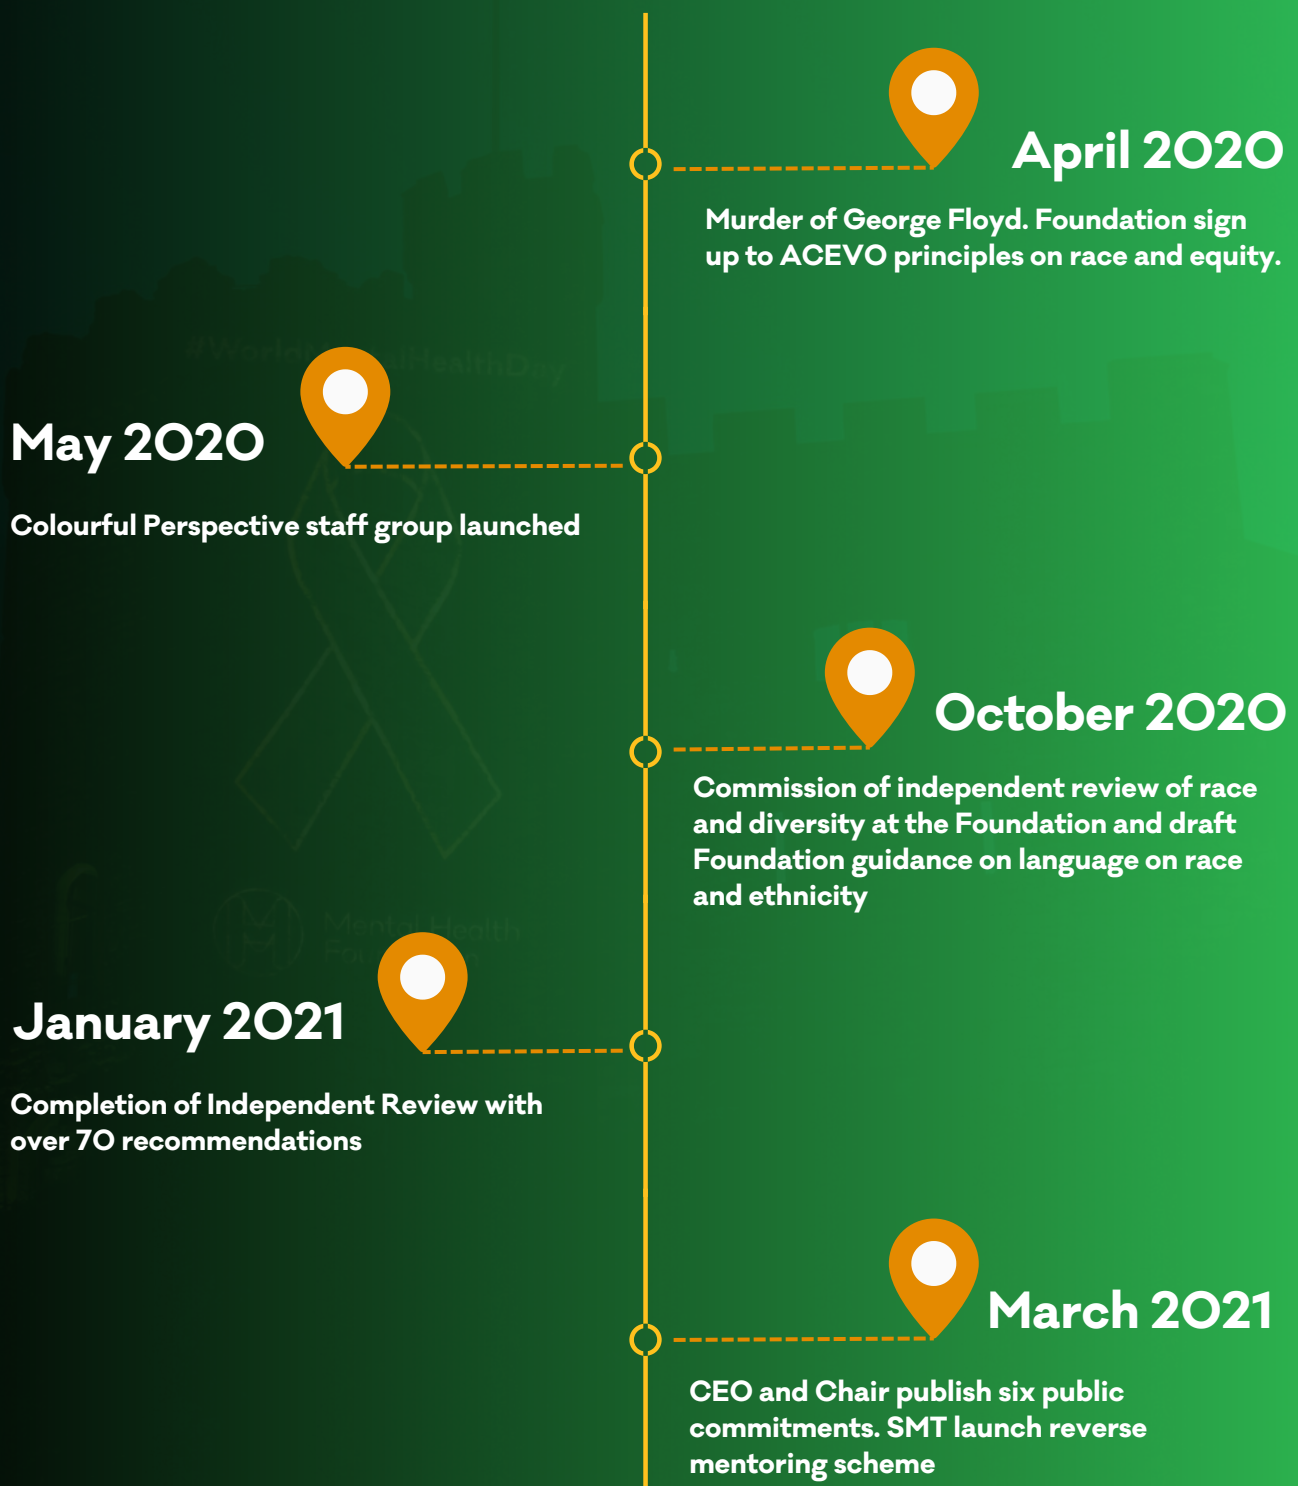 April 2020
Murder of George Floyd. Foundation sign
up to ACEVO principles on race and equity.
May 2020
Colourful Perspective staff group launched
October 2020
Commission of independent review of race
and diversity at the Foundation and draft
Foundation guidance on language on race
and ethnicity
Mental Health
January 2021
Completion of Independent Review with
over 70 recommendations
March 2021
CEO and Chair publish six public
commitments. SMT launch reverse
mentoring scheme